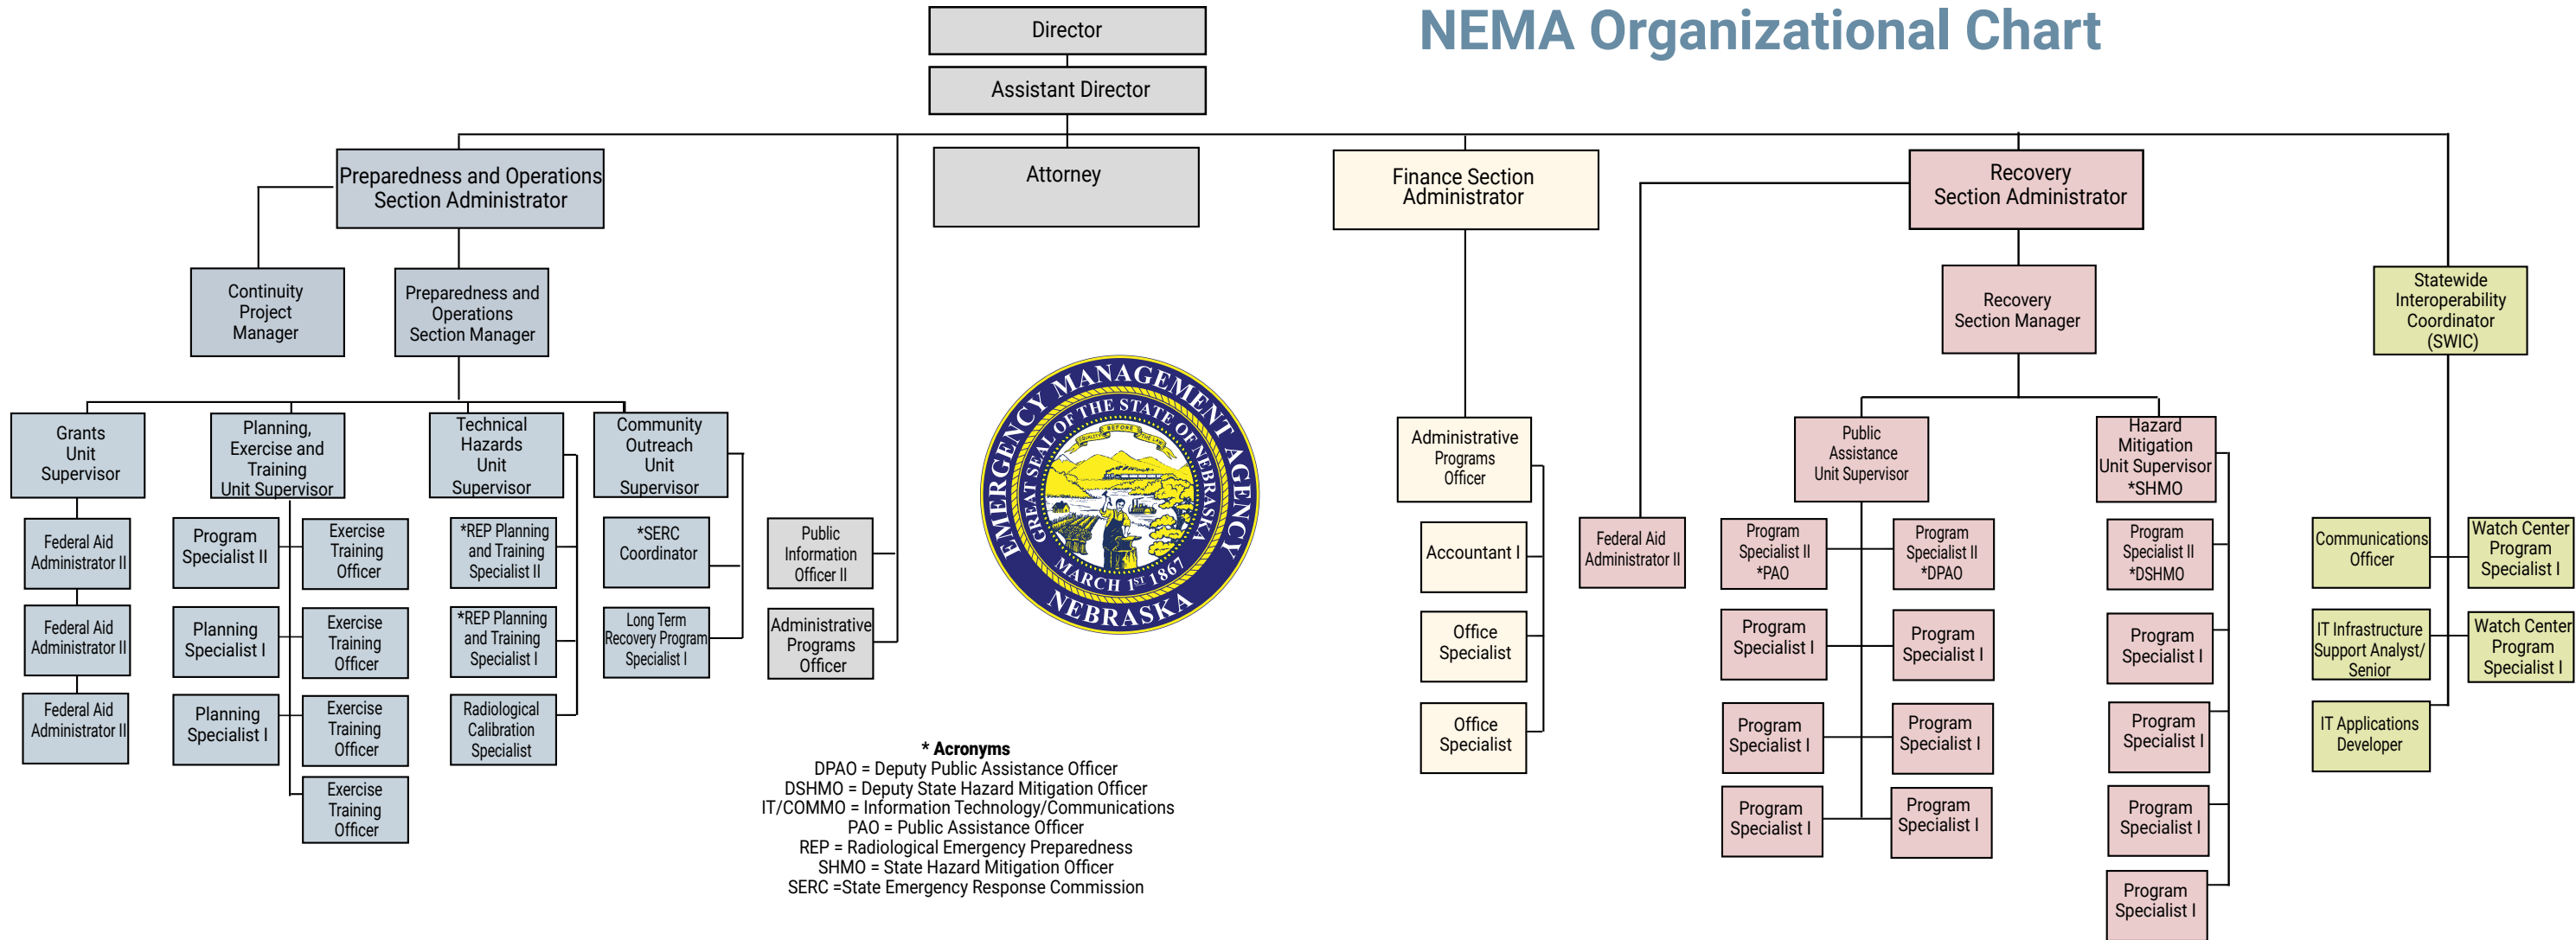 NEMA Organizational Chart
Director
Assistant Director
Preparedness and Operations
Section Administrator
Attorney
Finance Section
Administrator
Recovery
Section Administrator
Continuity
Project
Manager
Preparedness and
Operations
Section Manager
Recovery
Section Manager
Statewide
Interoperability
Coordinator
(SWIC)
Grants
Unit
Supervisor
Planning,
Exercise and
Training
Unit Supervisor
Technical
Hazards
Unit
Supervisor
Community
Outreach
Unit
Supervisor
Administrative
Programs
Officer
Public
Assistance
Unit Supervisor
Hazard
Mitigation
Unit Supervisor
*SHMO
Federal Aid
Administrator II
Program
Specialist II
Exercise
Training
Officer
*REP Planning
and Training
Specialist II
*SERC
Coordinator
Public
Information
Officer II
Accountant I
Federal Aid
Administrator II
Program
Specialist II
*PAO
Program
Specialist II
*DPAO
Program
Specialist II
*DSHMO
Communications
Officer
Watch Center
Program
Specialist I
Federal Aid
Administrator II
Planning
Specialist I
Exercise
Training
Officer
*REP Planning
and Training
Specialist I
Long Term
Recovery Program
Specialist I
Administrative
Programs
Officer
Office
Specialist
Program
Specialist I
Program
Specialist I
Program
Specialist I
IT Infrastructure
Support Analyst/
Senior
Watch Center
Program
Specialist I
Federal Aid
Administrator II
Planning
Specialist I
Exercise
Training
Officer
Radiological
Calibration
Specialist
Office
Specialist
Program
Specialist I
Program
Specialist I
Program
Specialist I
IT Applications
Developer
Exercise
Training
Officer
Program
Specialist I
Program
Specialist I
Program
Specialist I
Program
Specialist I
EMERGENCY MANAGEMENT AGENCY
NEBRASKA
GREAT SEAL OF THE STATE OF NEBRASKA
MARCH 1ST 1867
EQUALITY BEFORE THE LAW
* Acronyms
DPAO = Deputy Public Assistance Officer
DSHMO = Deputy State Hazard Mitigation Officer
IT/COMMO = Information Technology/Communications
PAO = Public Assistance Officer
REP = Radiological Emergency Preparedness
SHMO = State Hazard Mitigation Officer
SERC =State Emergency Response Commission